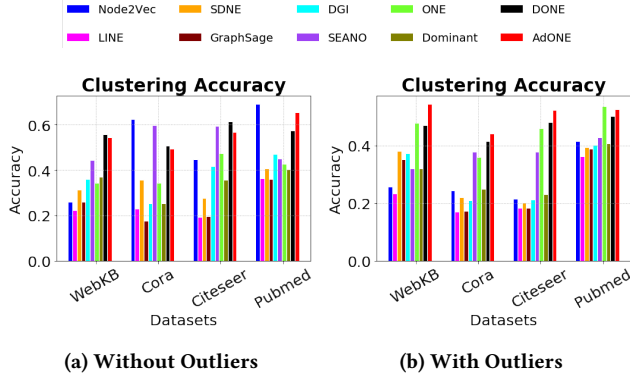 Node2Vec SDNE DGI ONE DONE
LINE GraphSage SEANO Dominant AdONE
Clustering Accuracy
Accuracy
0.6
0.4
0.2
0.0
WebKB Cora Citeseer Pubmed
Datasets
(a) Without Outliers
Clustering Accuracy
Accuracy
0.4
0.2
0.0
WebKB Cora Citeseer Pubmed
Datasets
(b) With Outliers